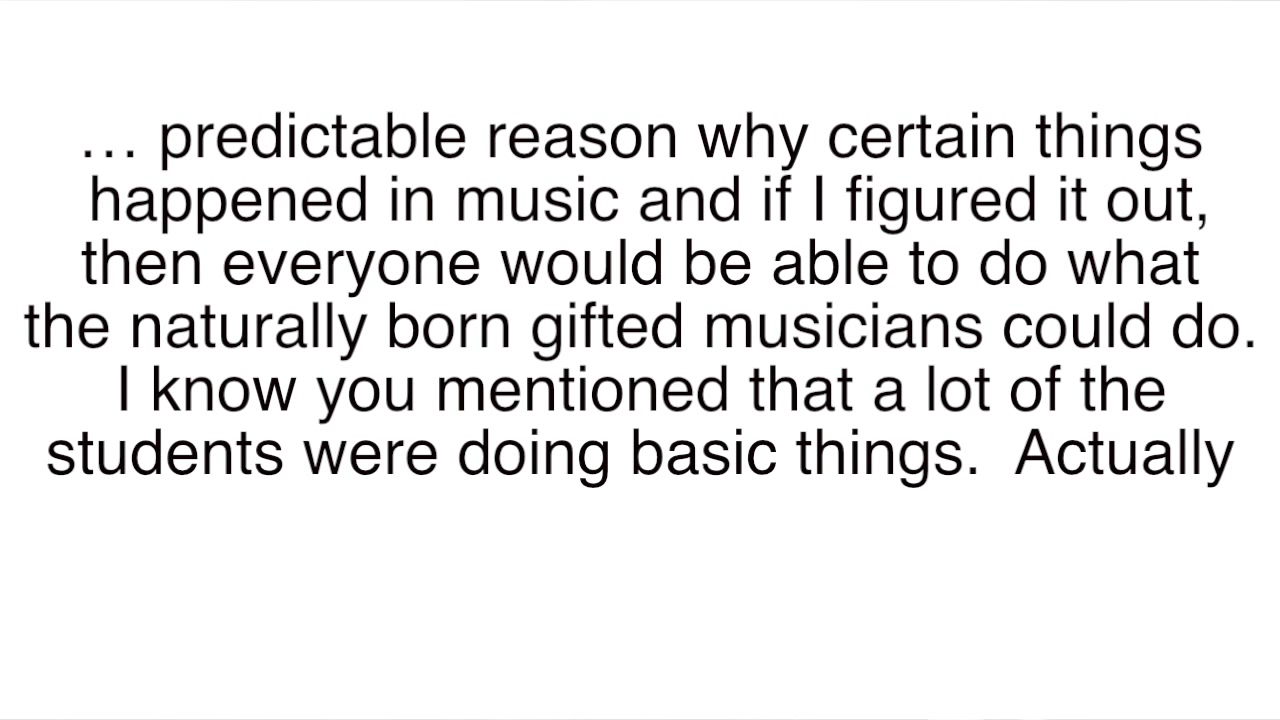 … predictable reason why certain things
happened in music and if I figured it out,
then everyone would be able to do what
the naturally born gifted musicians could do.
I know you mentioned that a lot of the
students were doing basic things.  Actually